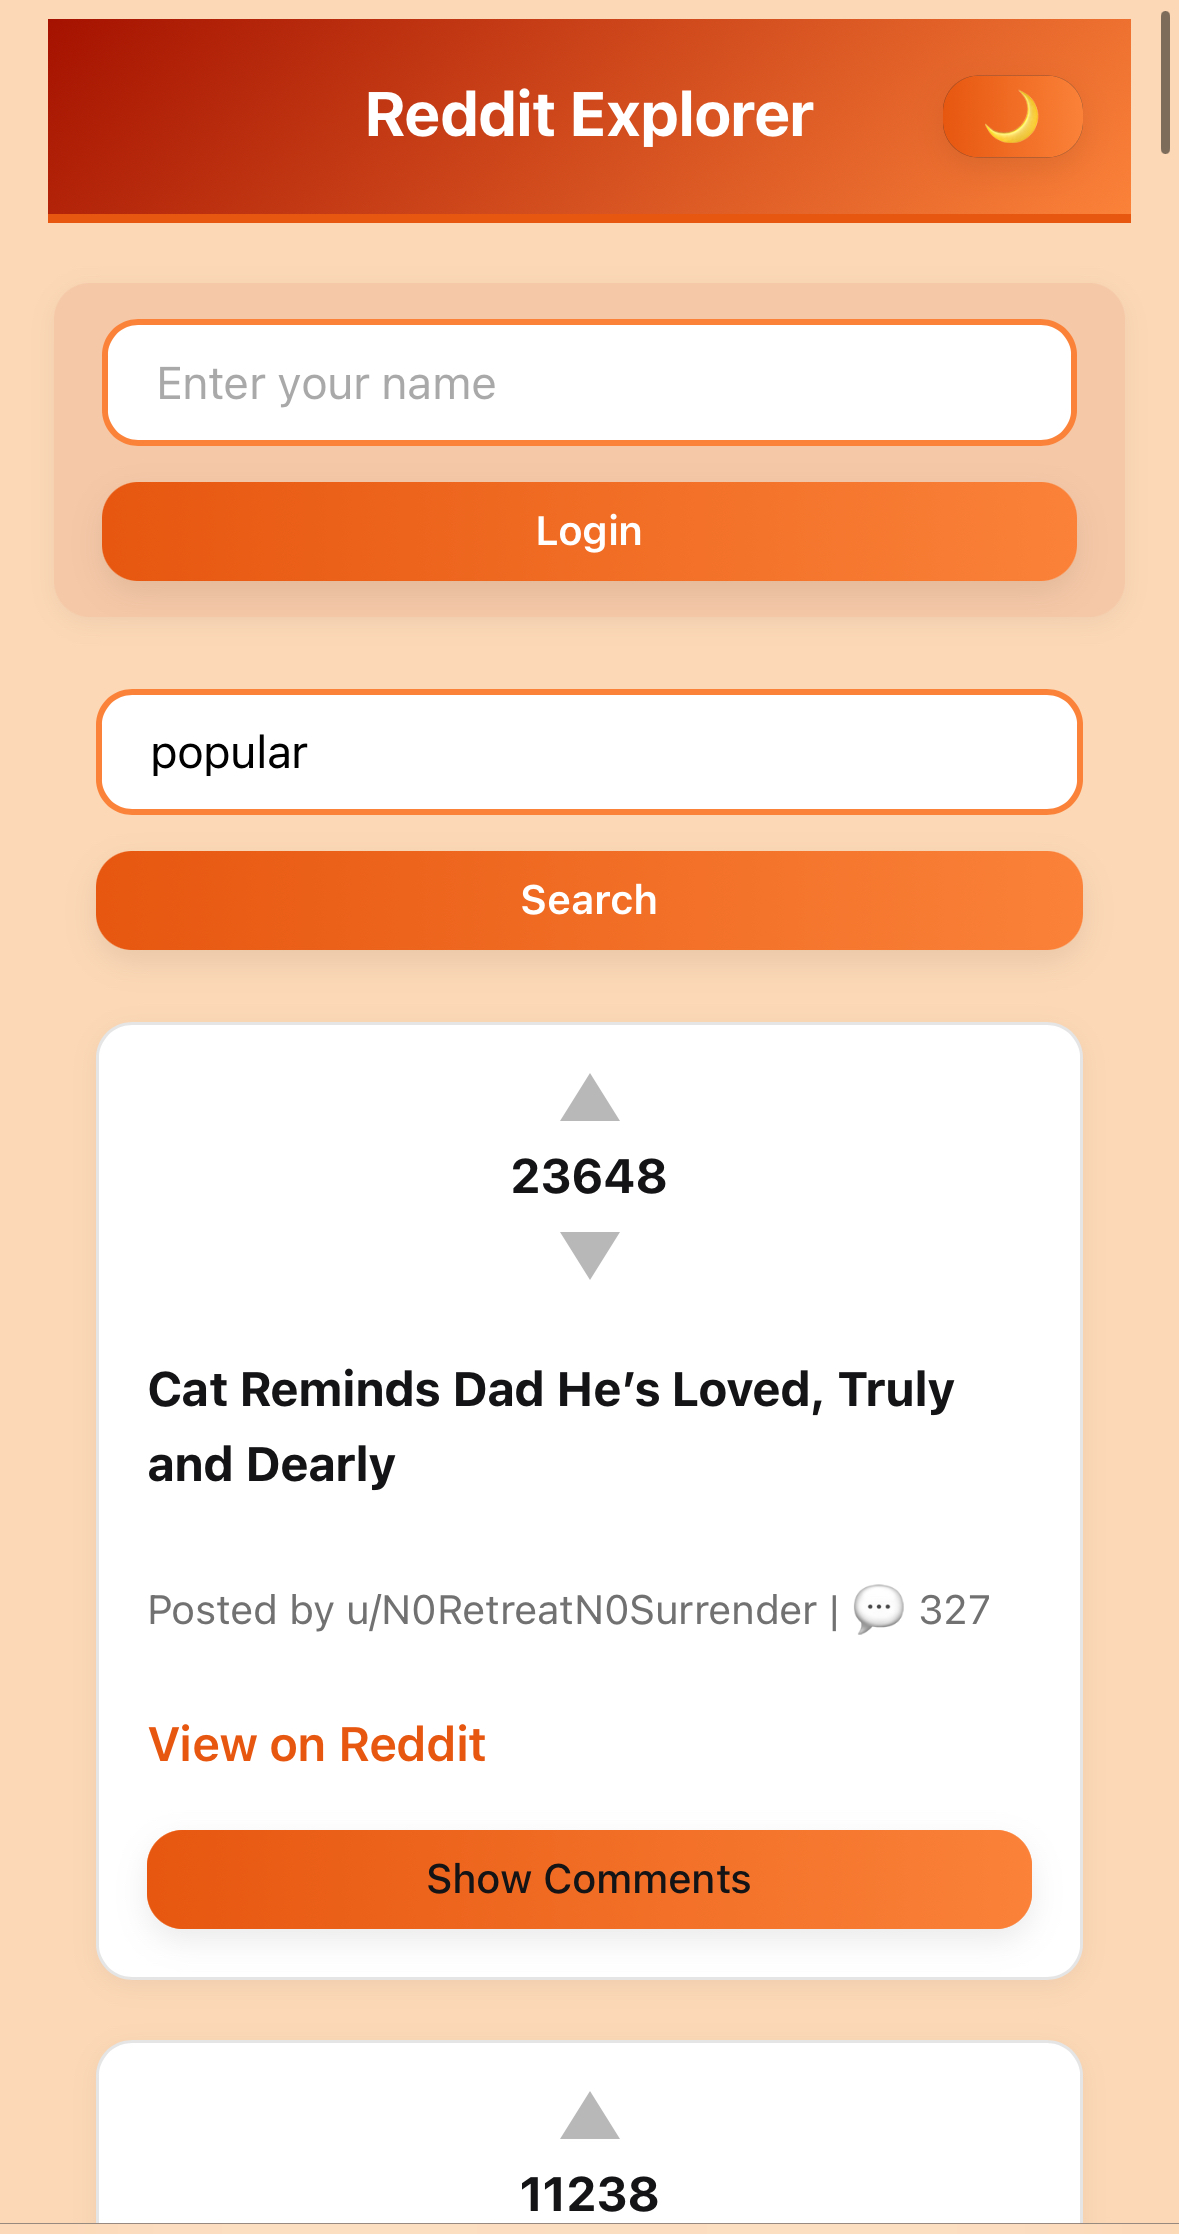 Reddit Explorer
Enter your name
Login
popular
Search
23648
Cat Reminds Dad He’s Loved, Truly
and Dearly
Posted by u/N0RetreatN0Surrender | 💬 327
View on Reddit
Show Comments
11238